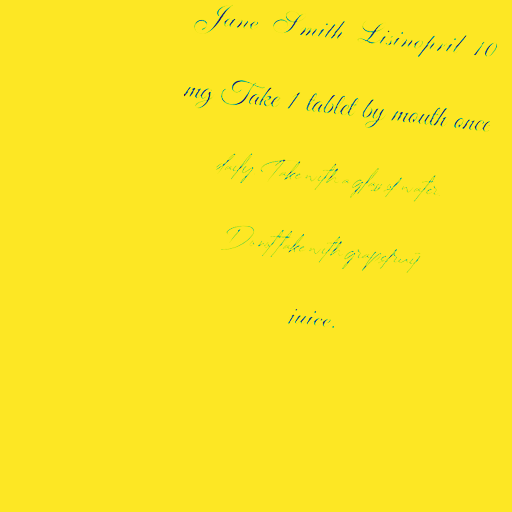 Jane Smith Lisinopril 10
mg Take 1 tablet by mouth once
daily. Take with a glass of water
Do not take with grapefruit
juice.